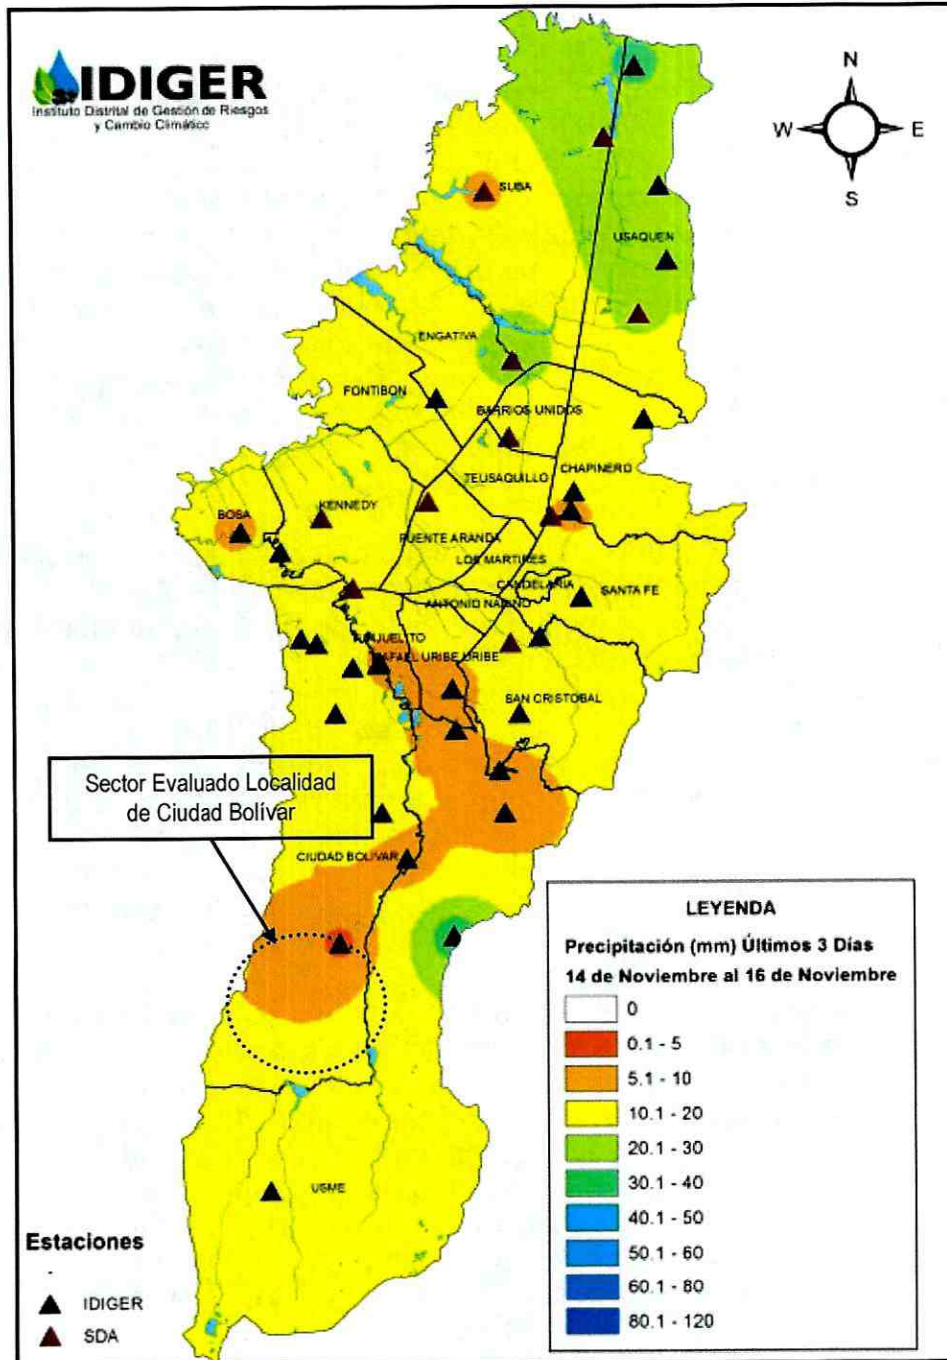 IDIGER
Instituto Distrital de Gestión de Riesgos
y Cambio Climático
N
W E
S
SUBA
USAQUEN
ENGATIVA
FONTIBON
BARRIOS UNIDOS
CHAPINERO
TEUSAQUILLO
KENNEDY
BOSA
PUENTE ARANDA
LOS MARTIRES
CANDELARIA
SANTA FE
ANTONIO NARIÑO
RAFAEL URIBE URIBE
SAN CRISTOBAL
Sector Evaluado Localidad
de Ciudad Bolívar
CIUDAD BOLIVAR
USME
LEYENDA
Precipitación (mm) Últimos 3 Días
14 de Noviembre al 16 de Noviembre
0
0.1 - 5
5.1 - 10
10.1 - 20
20.1 - 30
30.1 - 40
40.1 - 50
50.1 - 60
60.1 - 80
80.1 - 120
Estaciones
-
IDIGER
SDA